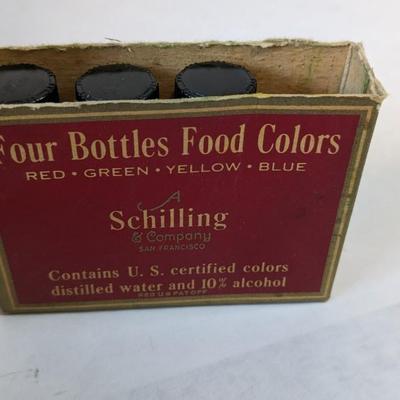 Four Bottles Food Colors
RED • GREEN • YELLOW • BLUE
A
Schilling
& Company
SAN FRANCISCO
Contains U. S. certified colors
distilled water and 10% alcohol
REG U S PAT OFF